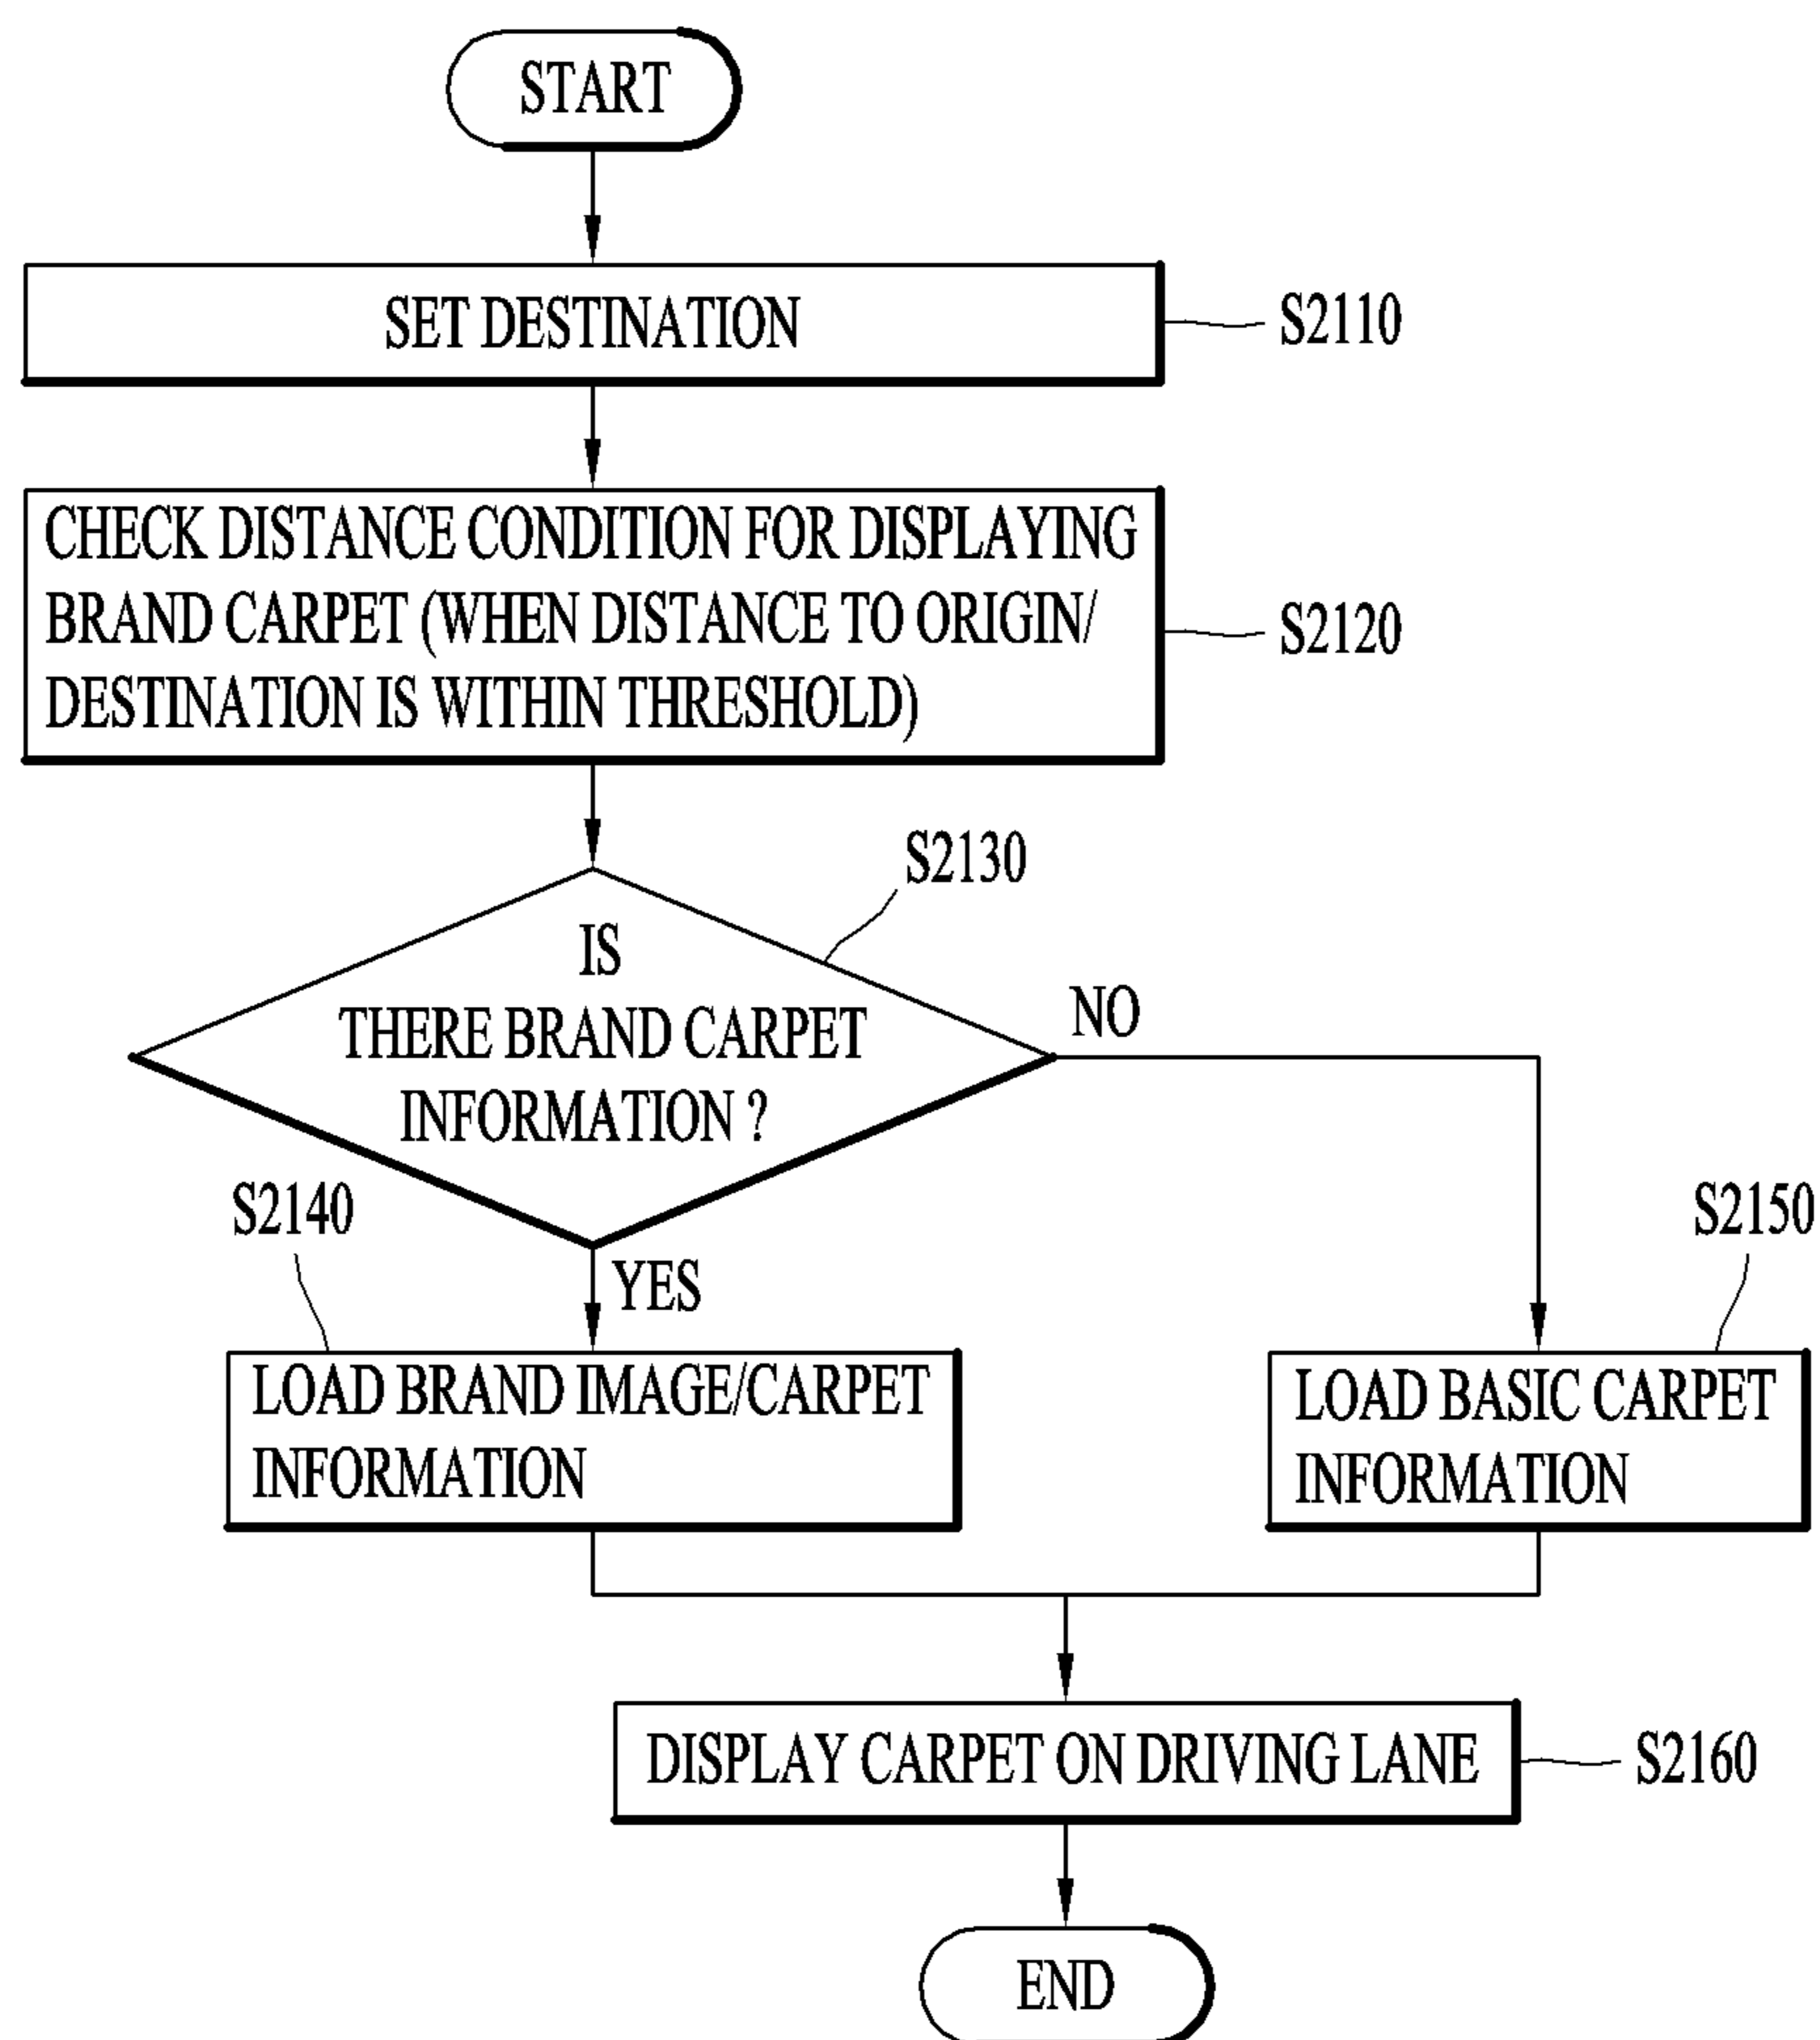 START
SET DESTINATION
S2110
CHECK DISTANCE CONDITION FOR DISPLAYING
BRAND CARPET (WHEN DISTANCE TO ORIGIN/
DESTINATION IS WITHIN THRESHOLD)
S2120
S2130
IS
THERE BRAND CARPET
INFORMATION ?
NO
YES
S2140
LOAD BRAND IMAGE/CARPET
INFORMATION
S2150
LOAD BASIC CARPET
INFORMATION
DISPLAY CARPET ON DRIVING LANE
S2160
END